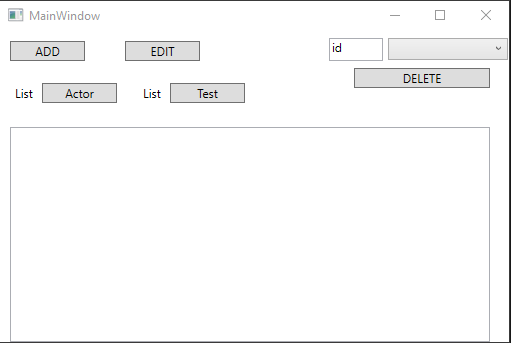 MainWindow
ADD EDIT id
DELETE
List Actor List Test